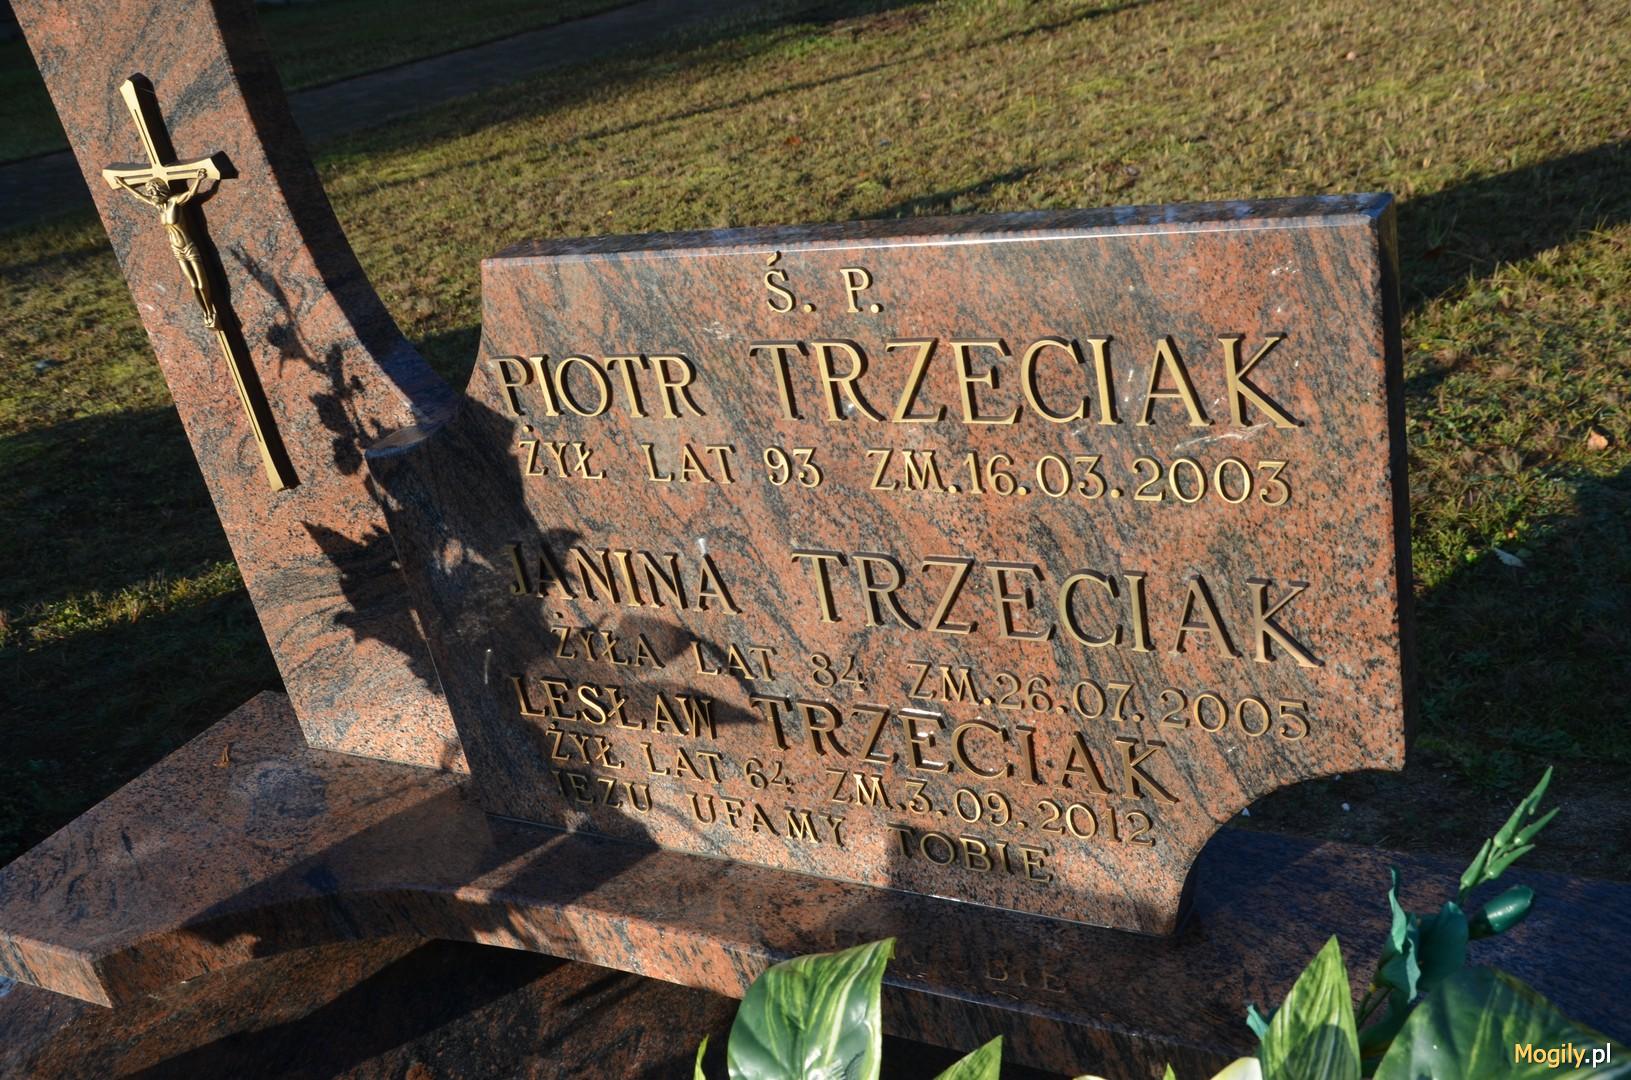 Ś. P.
PIOTR TRZECIAK
ŻYŁ LAT 93 ZM.16.03.2003
JANINA TRZECIAK
ŻYŁA LAT 84 ZM.26.07.2005
LESŁAW TRZECIAK
ŻYŁ LAT 64 ZM.3.09.2012
JEZU UFAMY TOBIE
Mogily.pl